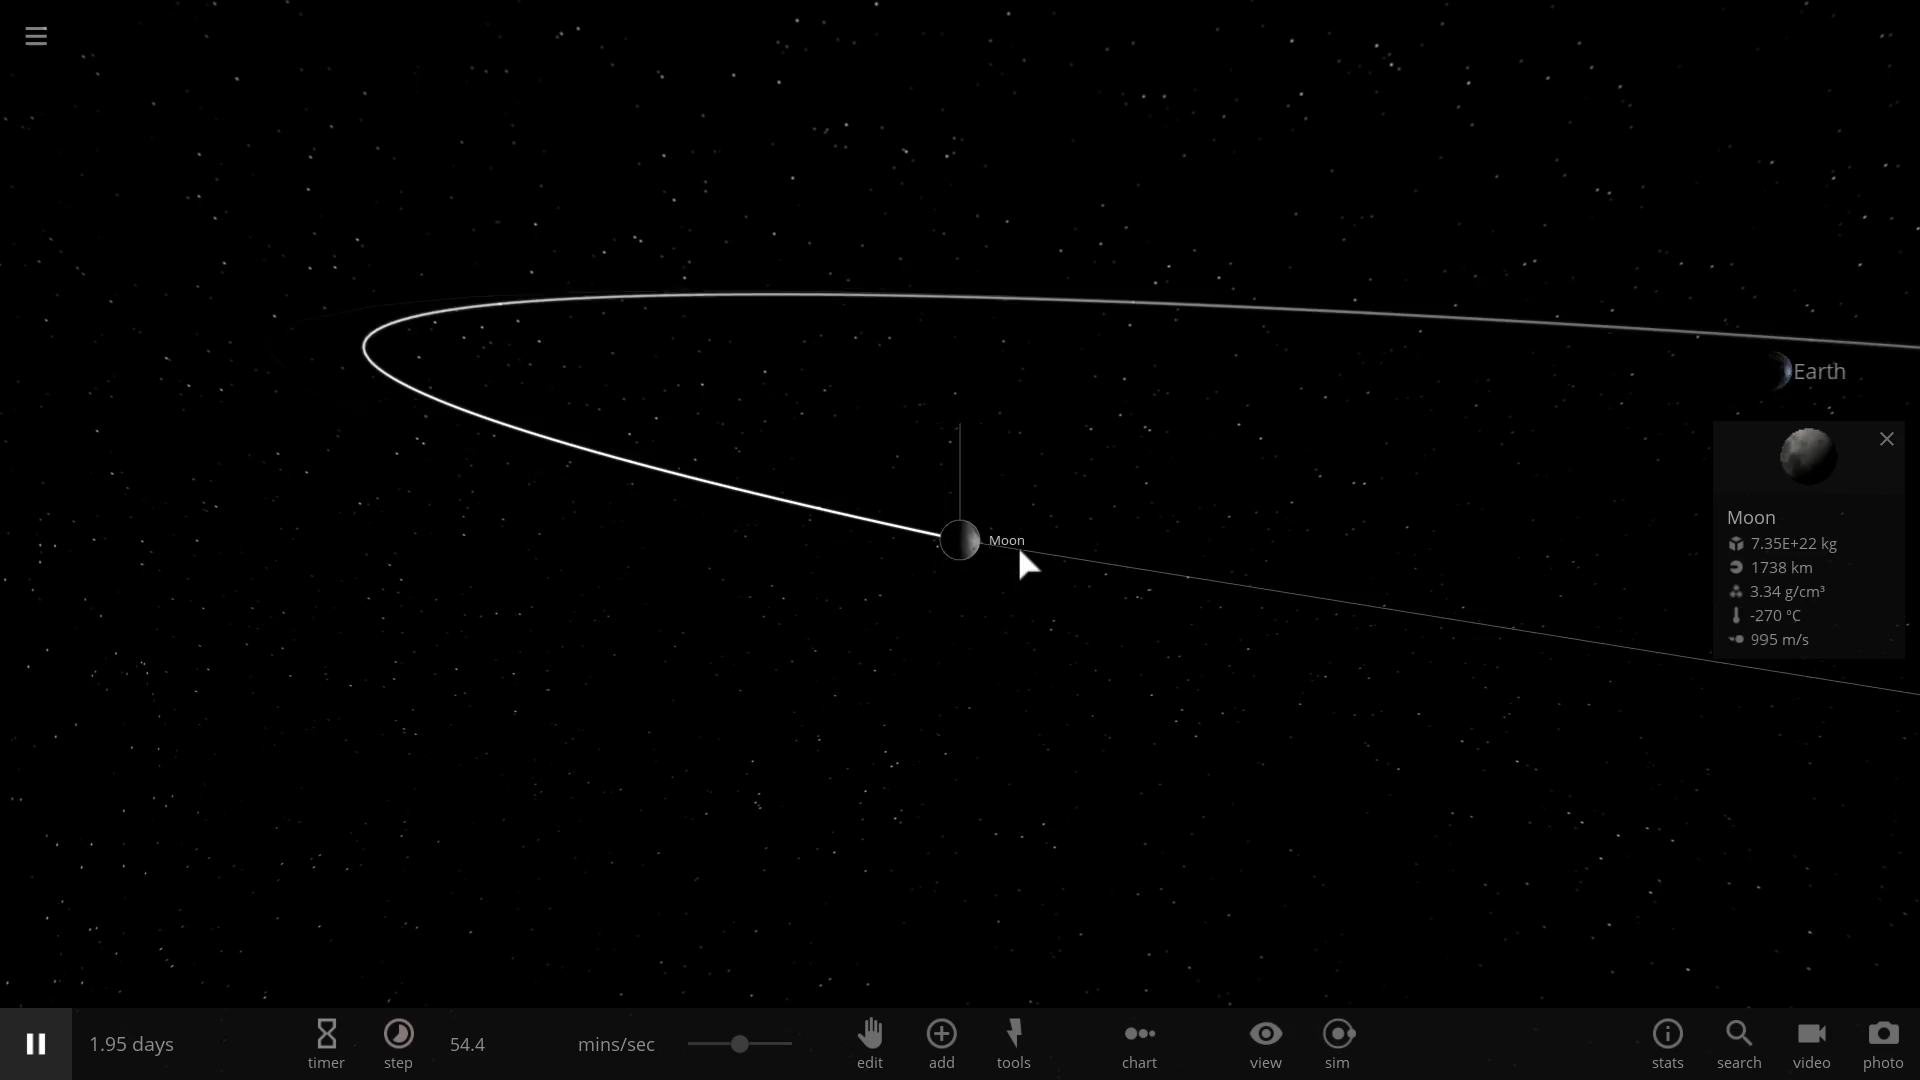 Earth
Moon
Moon
7.35E+22 kg
1738 km
3.34 g/cm³
-270 °C
995 m/s
1.95 days
timer
step
54.4
mins/sec
edit
add
tools
chart
view
sim
stats
search
video
photo